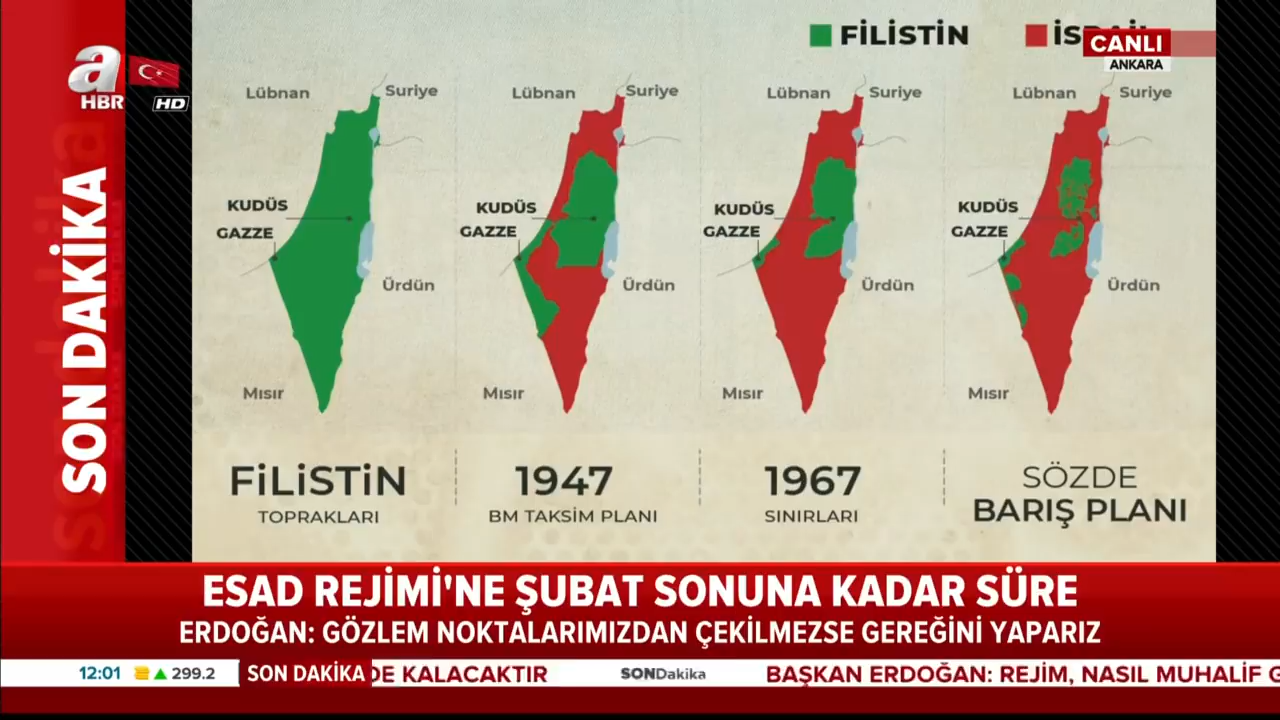 FİLİSTİN
CANLI
ANKARA
a
HBR
HD
SON DAKİKA
Lübnan
Suriye
KUDÜS
GAZZE
Ürdün
Mısır
FİLİSTİN
TOPRAKLARI
Lübnan
Suriye
KUDÜS
GAZZE
Ürdün
Mısır
1947
BM TAKSİM PLANI
Lübnan
Suriye
KUDÜS
GAZZE
Ürdün
Mısır
1967
SINIRLARI
Lübnan
Suriye
KUDÜS
GAZZE
Ürdün
Mısır
SÖZDE
BARIŞ PLANI
ESAD REJİMİ'NE ŞUBAT SONUNA KADAR SÜRE
ERDOĞAN: GÖZLEM NOKTALARIMIZDAN ÇEKİLMEZSE GEREĞİNİ YAPARIZ
12:01 299.2 SON DAKİKA DE KALACAKTIR SONDakika BAŞKAN ERDOĞAN: REJİM, NASIL MUHALİF